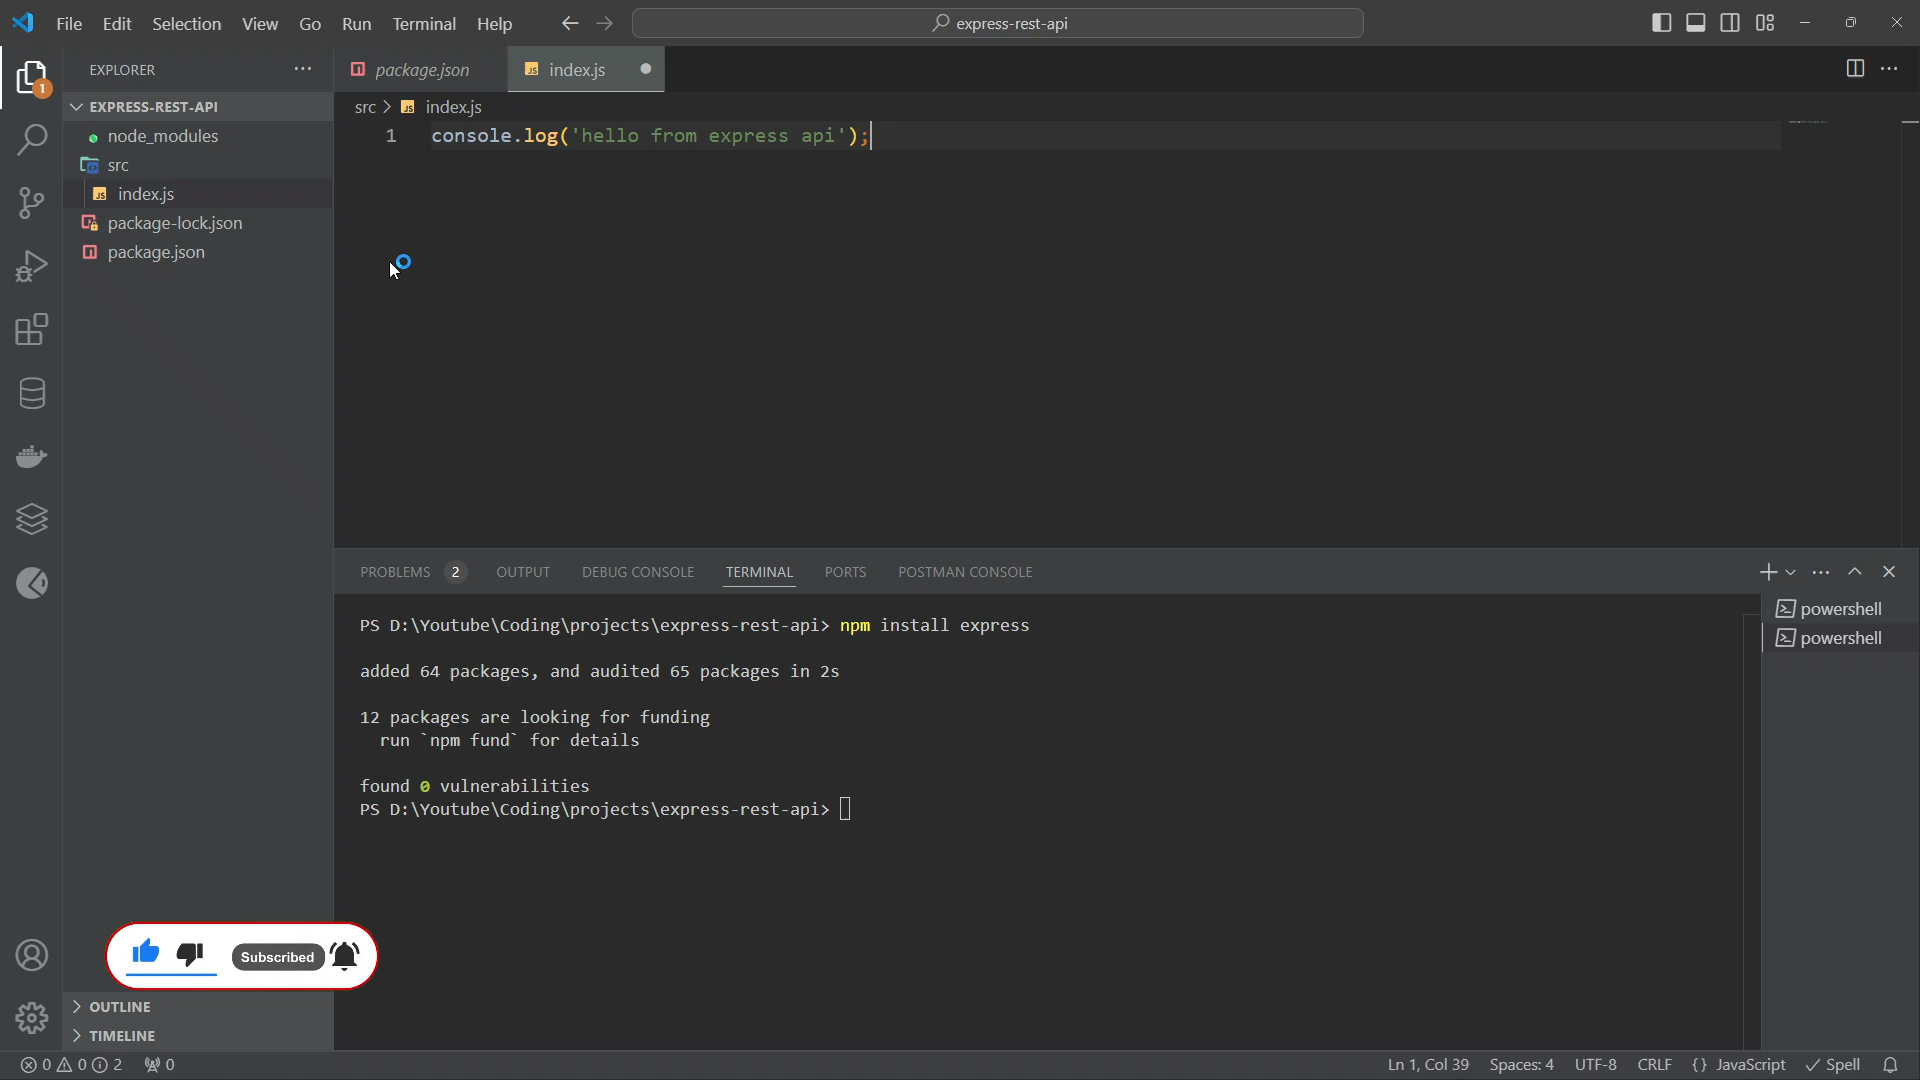 File Edit Selection View Go Run Terminal Help
express-rest-api
1
EXPLORER
package.json
index.js
EXPRESS-REST-API
src > index.js
node_modules
src
index.js
package-lock.json
package.json
1 console.log('hello from express api');
PROBLEMS 2 OUTPUT DEBUG CONSOLE TERMINAL PORTS POSTMAN CONSOLE
PS D:\Youtube\Coding\projects\express-rest-api> npm install express
added 64 packages, and audited 65 packages in 2s
12 packages are looking for funding
run `npm fund` for details
found 0 vulnerabilities
PS D:\Youtube\Coding\projects\express-rest-api>
powershell
powershell
Subscribed
OUTLINE
TIMELINE
0 0 2 0
Ln 1, Col 39 Spaces: 4 UTF-8 CRLF {} JavaScript Spell